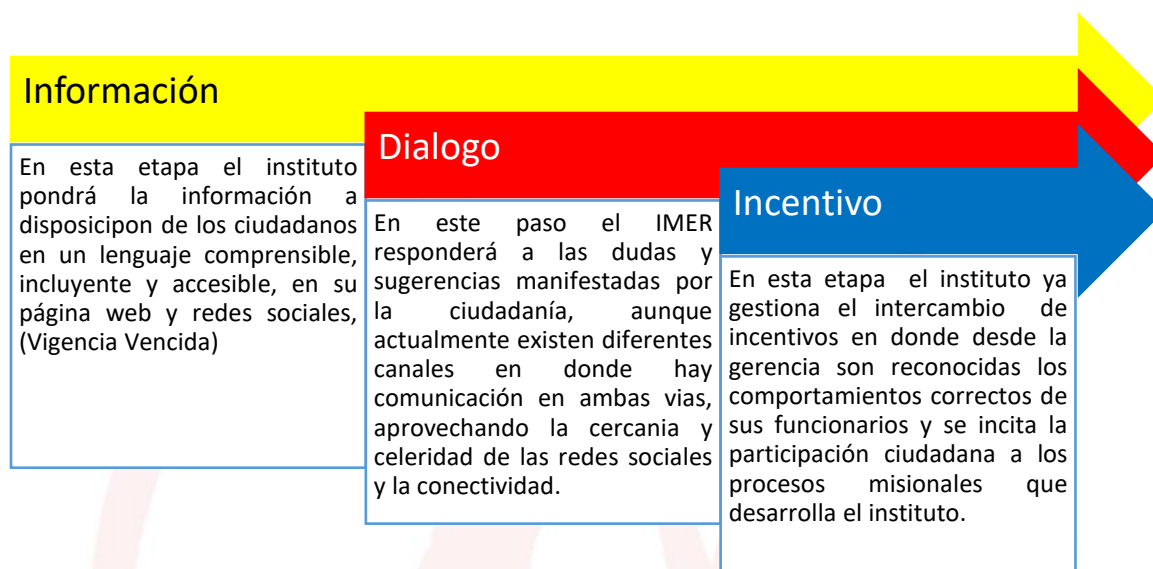 Información
En esta etapa el instituto
pondrá la información a
disposicipon de los ciudadanos
en un lenguaje comprensible,
incluyente y accesible, en su
página web y redes sociales,
(Vigencia Vencida)
Dialogo
En este paso el IMER
responderá a las dudas y
sugerencias manifestadas por
la ciudadanía, aunque
actualmente existen diferentes
canales en donde hay
comunicación en ambas vias,
aprovechando la cercania y
celeridad de las redes sociales
y la conectividad.
Incentivo
En esta etapa el instituto ya
gestiona el intercambio de
incentivos en donde desde la
gerencia son reconocidas los
comportamientos correctos de
sus funcionarios y se incita la
participación ciudadana a los
procesos misionales que
desarrolla el instituto.